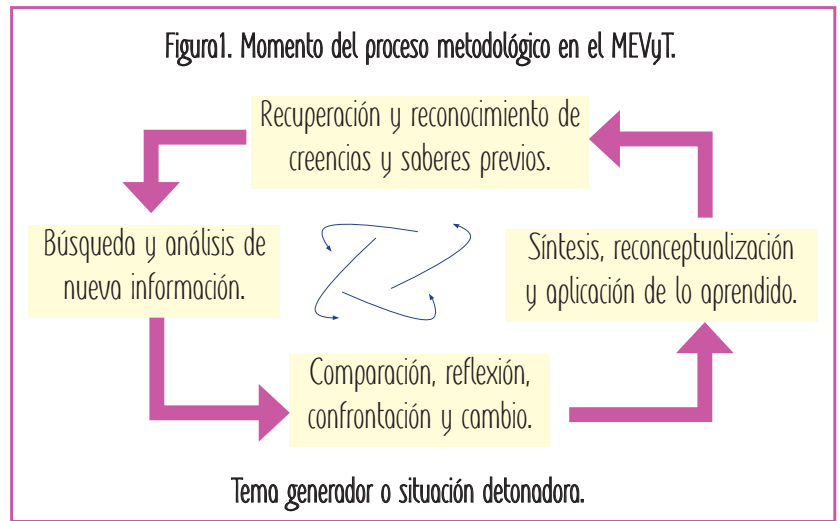 Figura1. Momento del proceso metodológico en el MEVyT.
Recuperación y reconocimiento de
creencias y saberes previos.
Búsqueda y análisis de
nueva información.
Síntesis, reconceptualización
y aplicación de lo aprendido.
Comparación, reflexión,
confrontación y cambio.
Tema generador o situación detonadora.